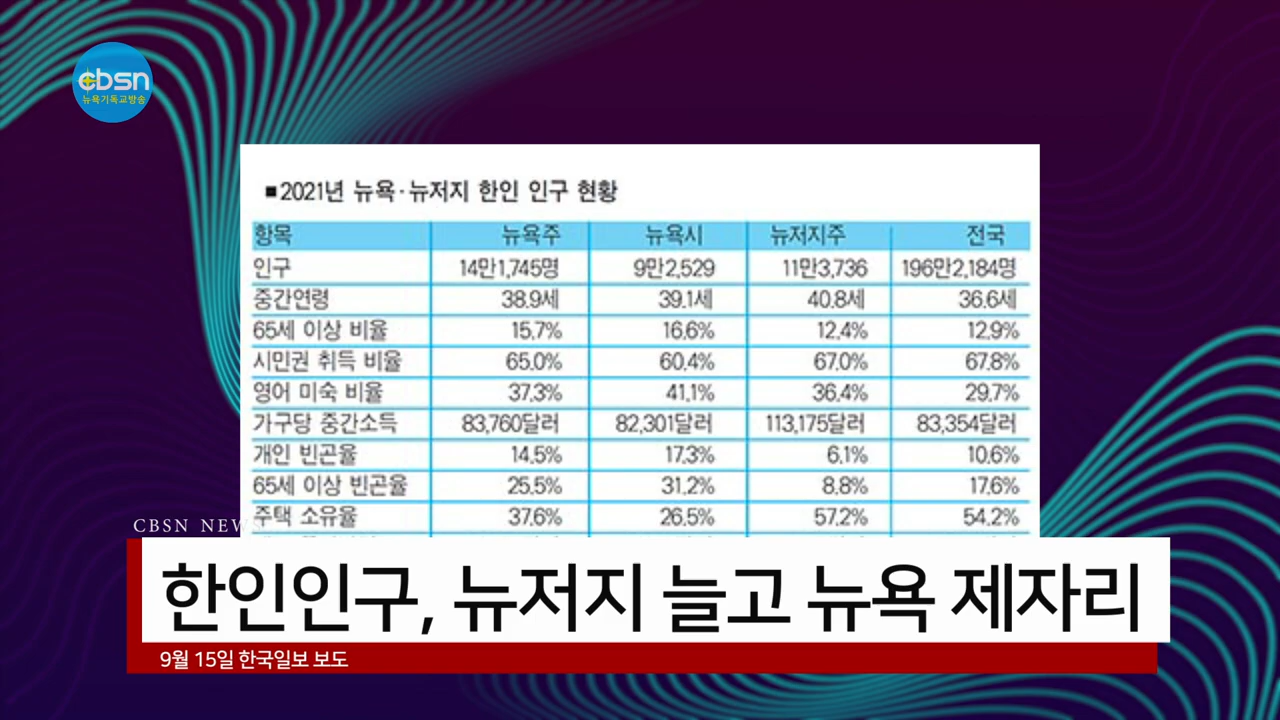 cbsn
뉴욕기독교방송
■2021년 뉴욕·뉴저지 한인 인구 현황
항목 뉴욕주 뉴욕시 뉴저지주 전국
인구 14만1,745명 9만2,529 11만3,736 196만2,184명
중간연령 38.9세 39.1세 40.8세 36.6세
65세 이상 비율 15.7% 16.6% 12.4% 12.9%
시민권 취득 비율 65.0% 60.4% 67.0% 67.8%
영어 미숙 비율 37.3% 41.1% 36.4% 29.7%
가구당 중간소득 83,760달러 82,301달러 113,175달러 83,354달러
개인 빈곤율 14.5% 17.3% 6.1% 10.6%
65세 이상 빈곤율 25.5% 31.2% 8.8% 17.6%
주택 소유율 37.6% 26.5% 57.2% 54.2%
CBSN NEWS
한인인구, 뉴저지 늘고 뉴욕 제자리
9월 15일 한국일보 보도